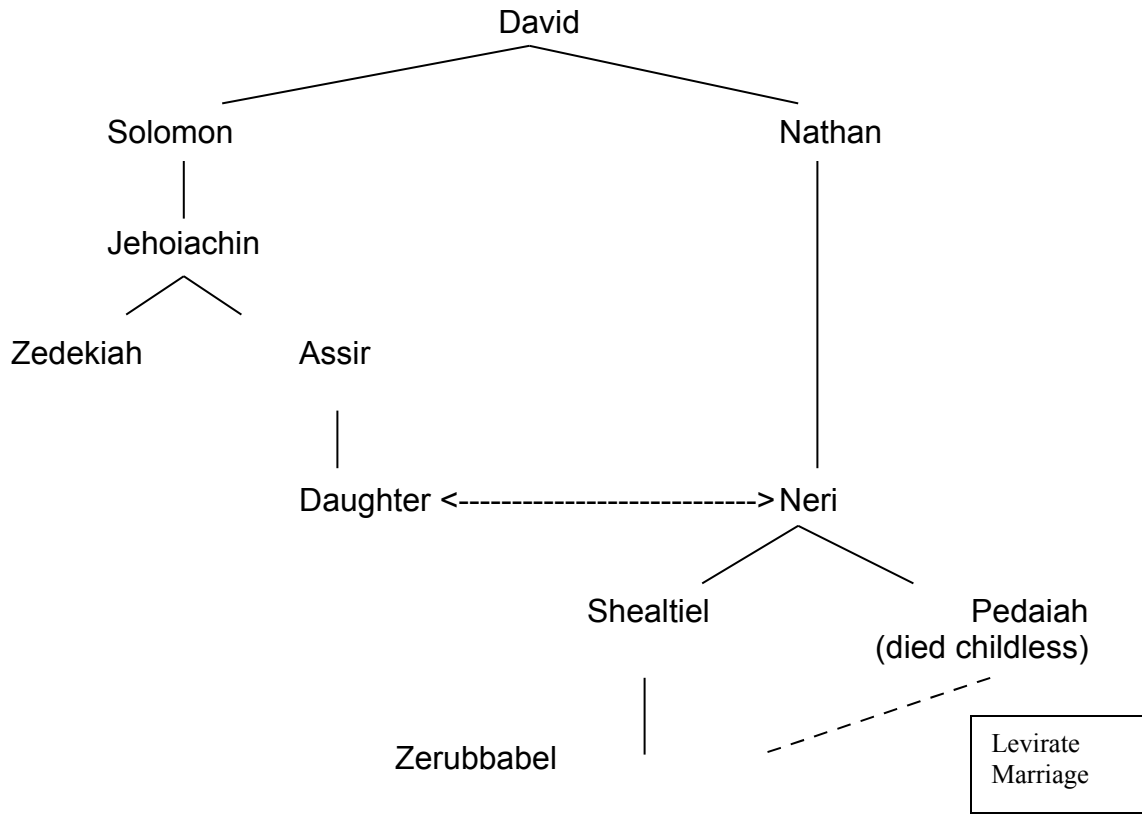 David
Solomon
Nathan
Jehoiachin
Zedekiah
Assir
Daughter <---------------------------->
Neri
Shealtiel
Pedaiah
(died childless)
Zerubbabel
Levirate
Marriage